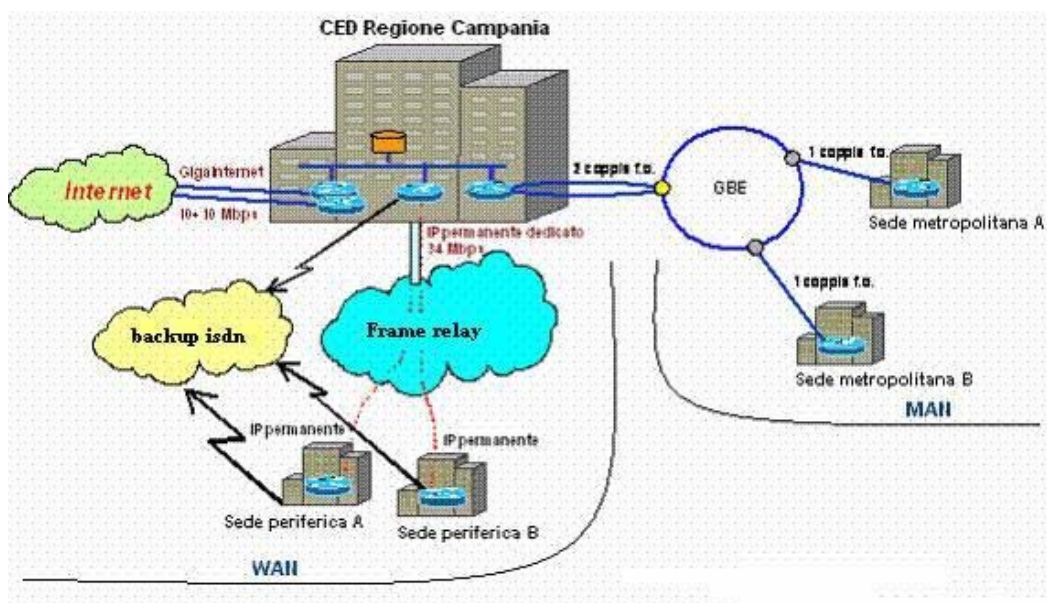 CED Regione Campania
GigaInternet
Internet
10+10 Mbps
2 coppie f.o.
GBE
1 coppia f.o.
Sede metropolitana A
IP permanente dedicato
34 Mbps
1 coppia f.o.
backup isdn
Frame relay
Sede metropolitana B
MAN
IP permanente
IP permanente
Sede periferica A
Sede periferica B
WAN